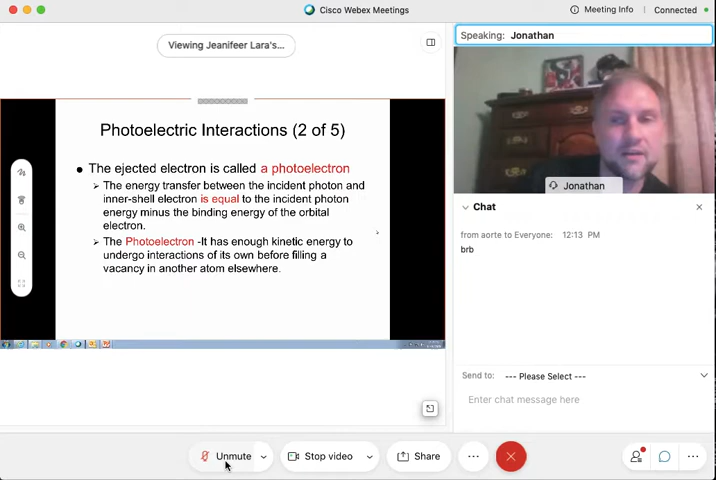 Cisco Webex Meetings
Meeting Info
Connected
Viewing Jeanifeer Lara's...
Speaking: Jonathan
Photoelectric Interactions (2 of 5)
The ejected electron is called a photoelectron
The energy transfer between the incident photon and
inner-shell electron is equal to the incident photon
energy minus the binding energy of the orbital
electron.
The Photoelectron -It has enough kinetic energy to
undergo interactions of its own before filling a
vacancy in another atom elsewhere.
Jonathan
Chat
from aorte to Everyone: 12:13 PM
brb
Send to: --- Please Select ---
Enter chat message here
Unmute
Stop video
Share